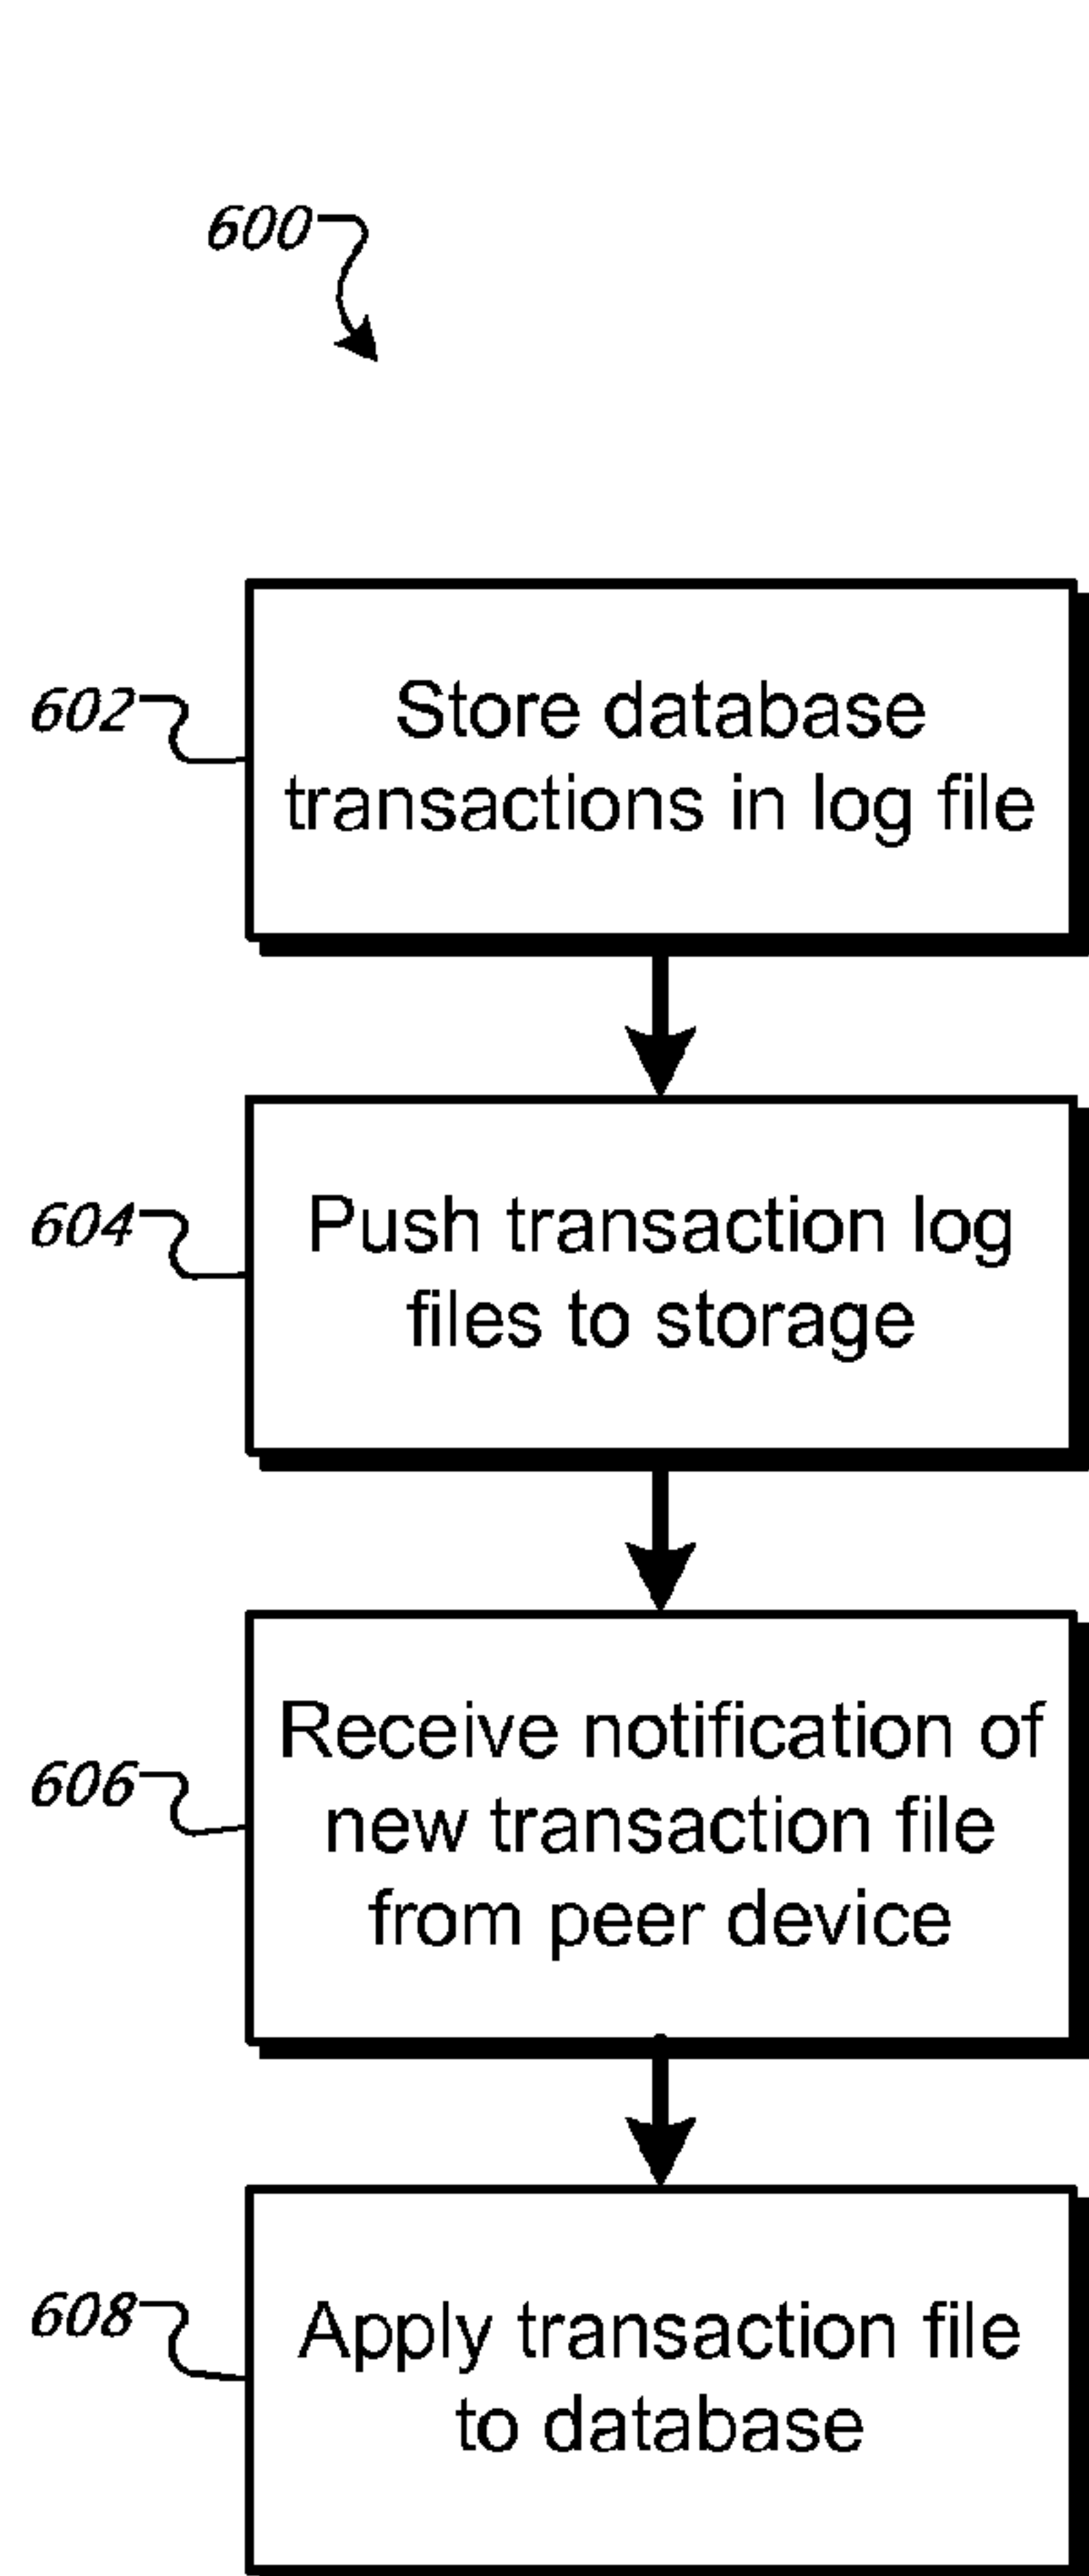 600
602
Store database
transactions in log file
604
Push transaction log
files to storage
606
Receive notification of
new transaction file
from peer device
608
Apply transaction file
to database